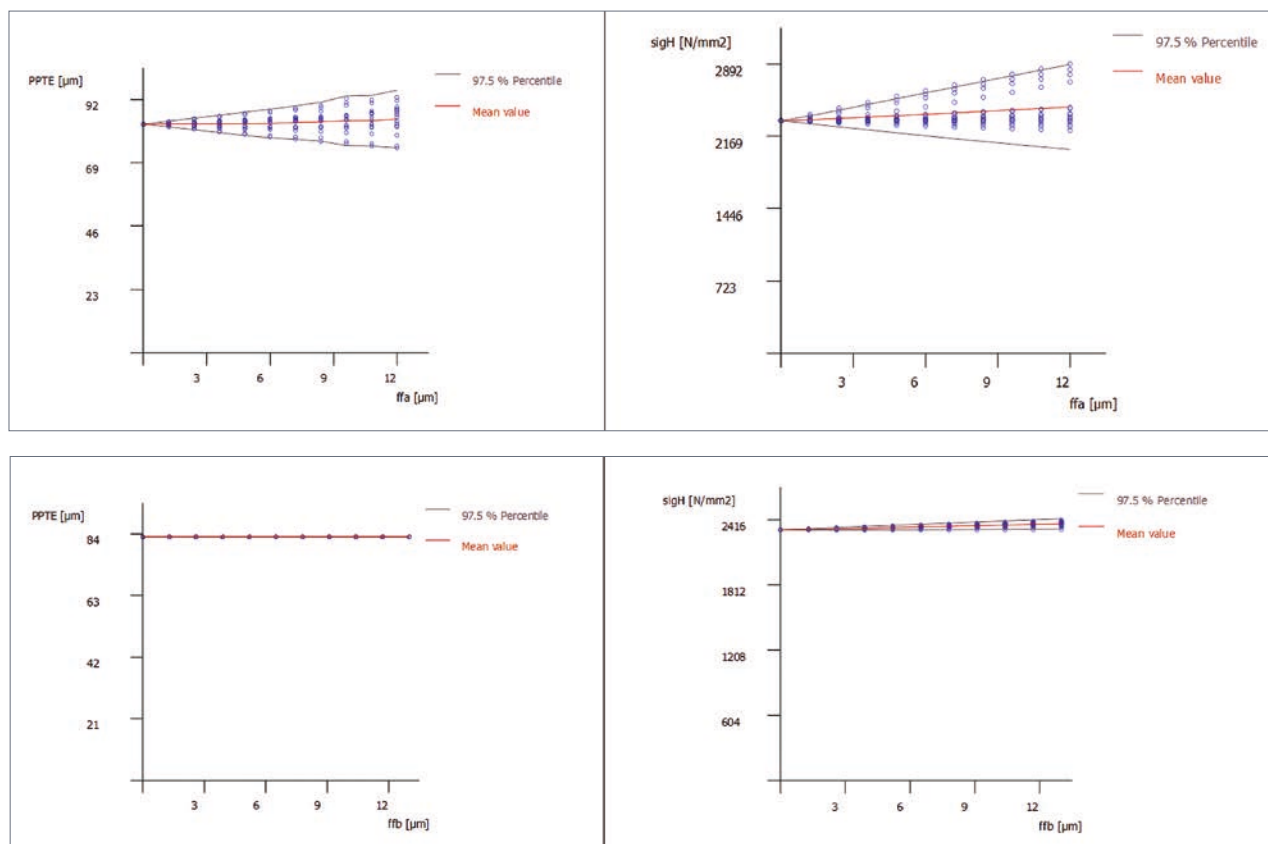 PPTE [µm]
97.5 % Percentile
Mean value
92
69
46
23
3 6 9 12
ffa [µm]
sigH [N/mm2]
97.5 % Percentile
Mean value
2892
2169
1446
723
3 6 9 12
ffa [µm]
PPTE [µm]
97.5 % Percentile
Mean value
84
63
42
21
3 6 9 12
ffb [µm]
sigH [N/mm2]
97.5 % Percentile
Mean value
2416
1812
1208
604
3 6 9 12
ffb [µm]